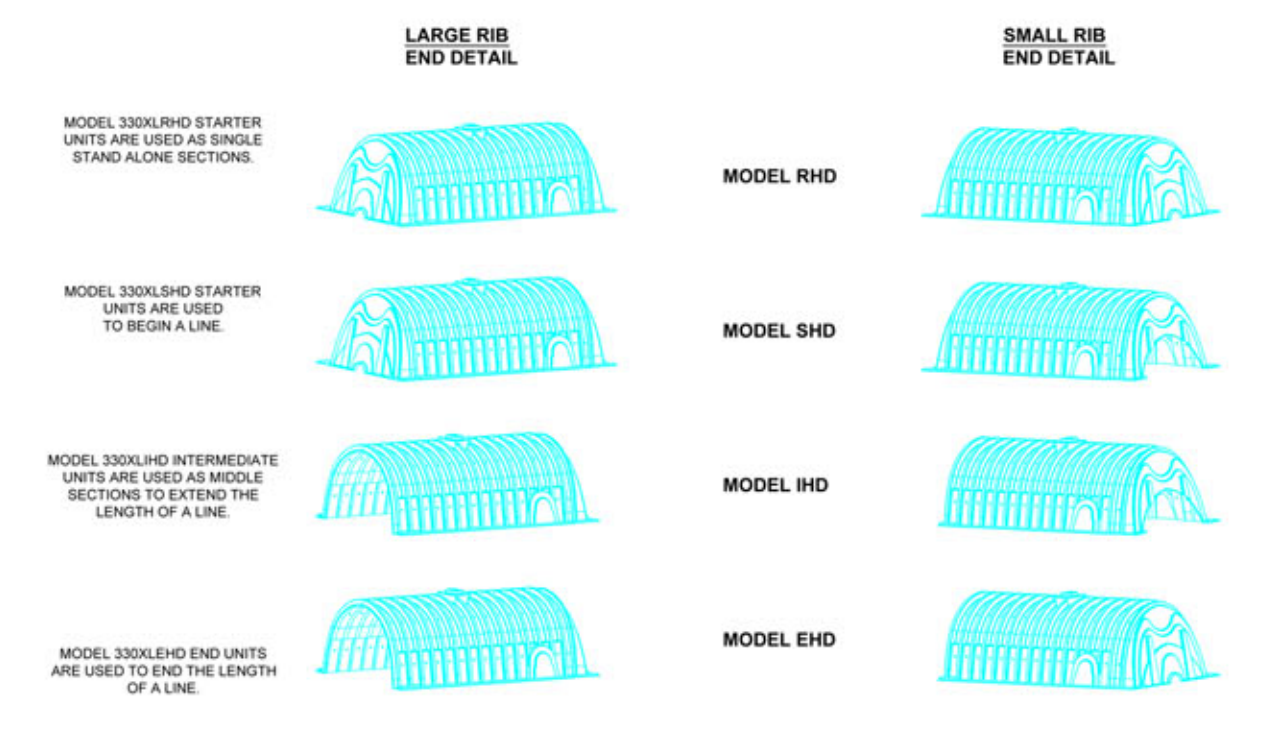 LARGE RIB
END DETAIL
SMALL RIB
END DETAIL
MODEL 330XLRHD STARTER
UNITS ARE USED AS SINGLE
STAND ALONE SECTIONS.
MODEL RHD
MODEL 330XLSHD STARTER
UNITS ARE USED
TO BEGIN A LINE.
MODEL SHD
MODEL 330XLIHD INTERMEDIATE
UNITS ARE USED AS MIDDLE
SECTIONS TO EXTEND THE
LENGTH OF A LINE.
MODEL IHD
MODEL 330XLEHD END UNITS
ARE USED TO END THE LENGTH
OF A LINE.
MODEL EHD